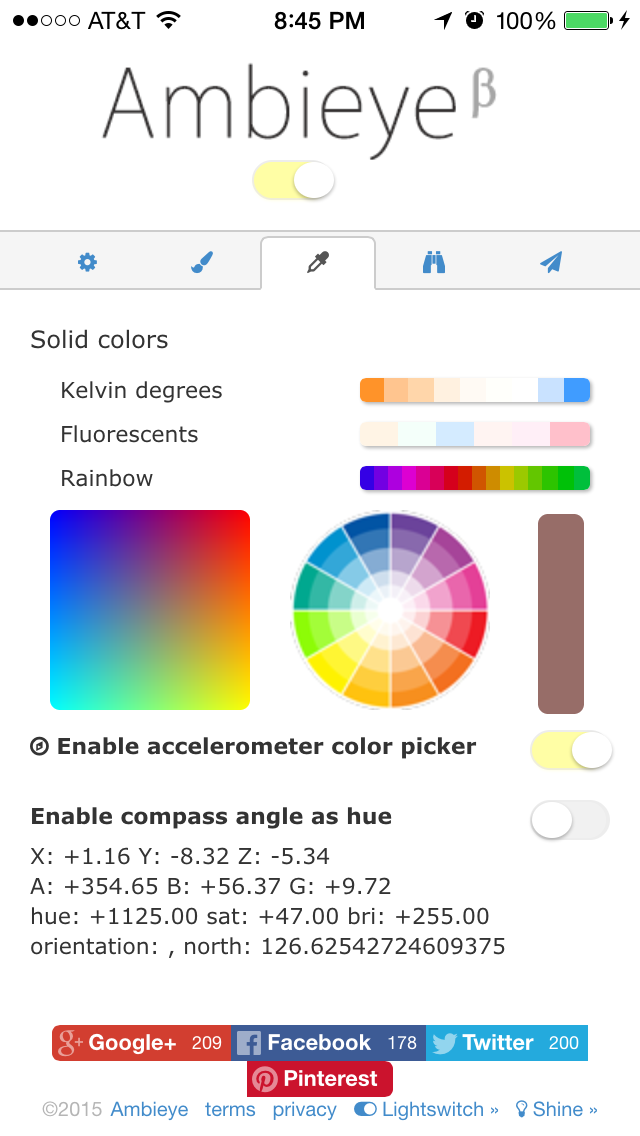 AT&T 8:45 PM 100%
Ambieye β
Solid colors
Kelvin degrees
Fluorescents
Rainbow
Enable accelerometer color picker
Enable compass angle as hue
X: +1.16 Y: -8.32 Z: -5.34
A: +354.65 B: +56.37 G: +9.72
hue: +1125.00 sat: +47.00 bri: +255.00
orientation: , north: 126.62542724609375
g+ Google+ 209 Facebook 178 Twitter 200
Pinterest
©2015 Ambieye terms privacy Lightswitch » Shine »